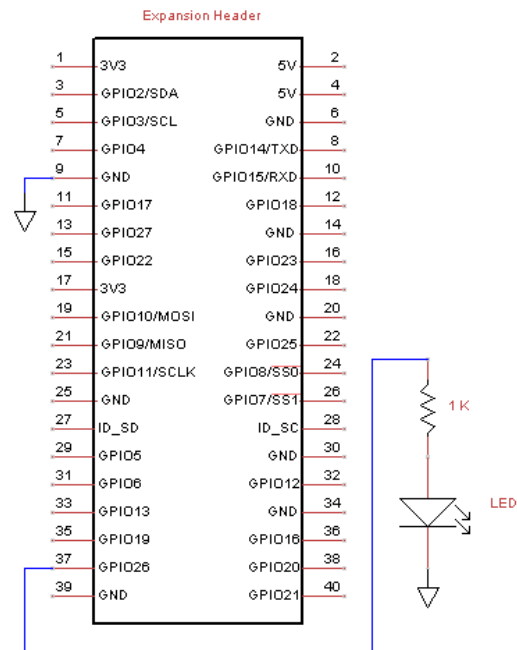 Expansion Header
1 3V3 5V 2
3 GPIO2/SDA 5V 4
5 GPIO3/SCL GND 6
7 GPIO4 GPIO14/TXD 8
9 GND GPIO15/RXD 10
11 GPIO17 GPIO18 12
13 GPIO27 GND 14
15 GPIO22 GPIO23 16
17 3V3 GPIO24 18
19 GPIO10/MOSI GND 20
21 GPIO9/MISO GPIO25 22
23 GPIO11/SCLK GPIO8/SS0 24
25 GND GPIO7/SS1 26
27 ID_SD ID_SC 28
29 GPIO5 GND 30
31 GPIO6 GPIO12 32
33 GPIO13 GND 34
35 GPIO19 GPIO16 36
37 GPIO26 GPIO20 38
39 GND GPIO21 40
1K
LED